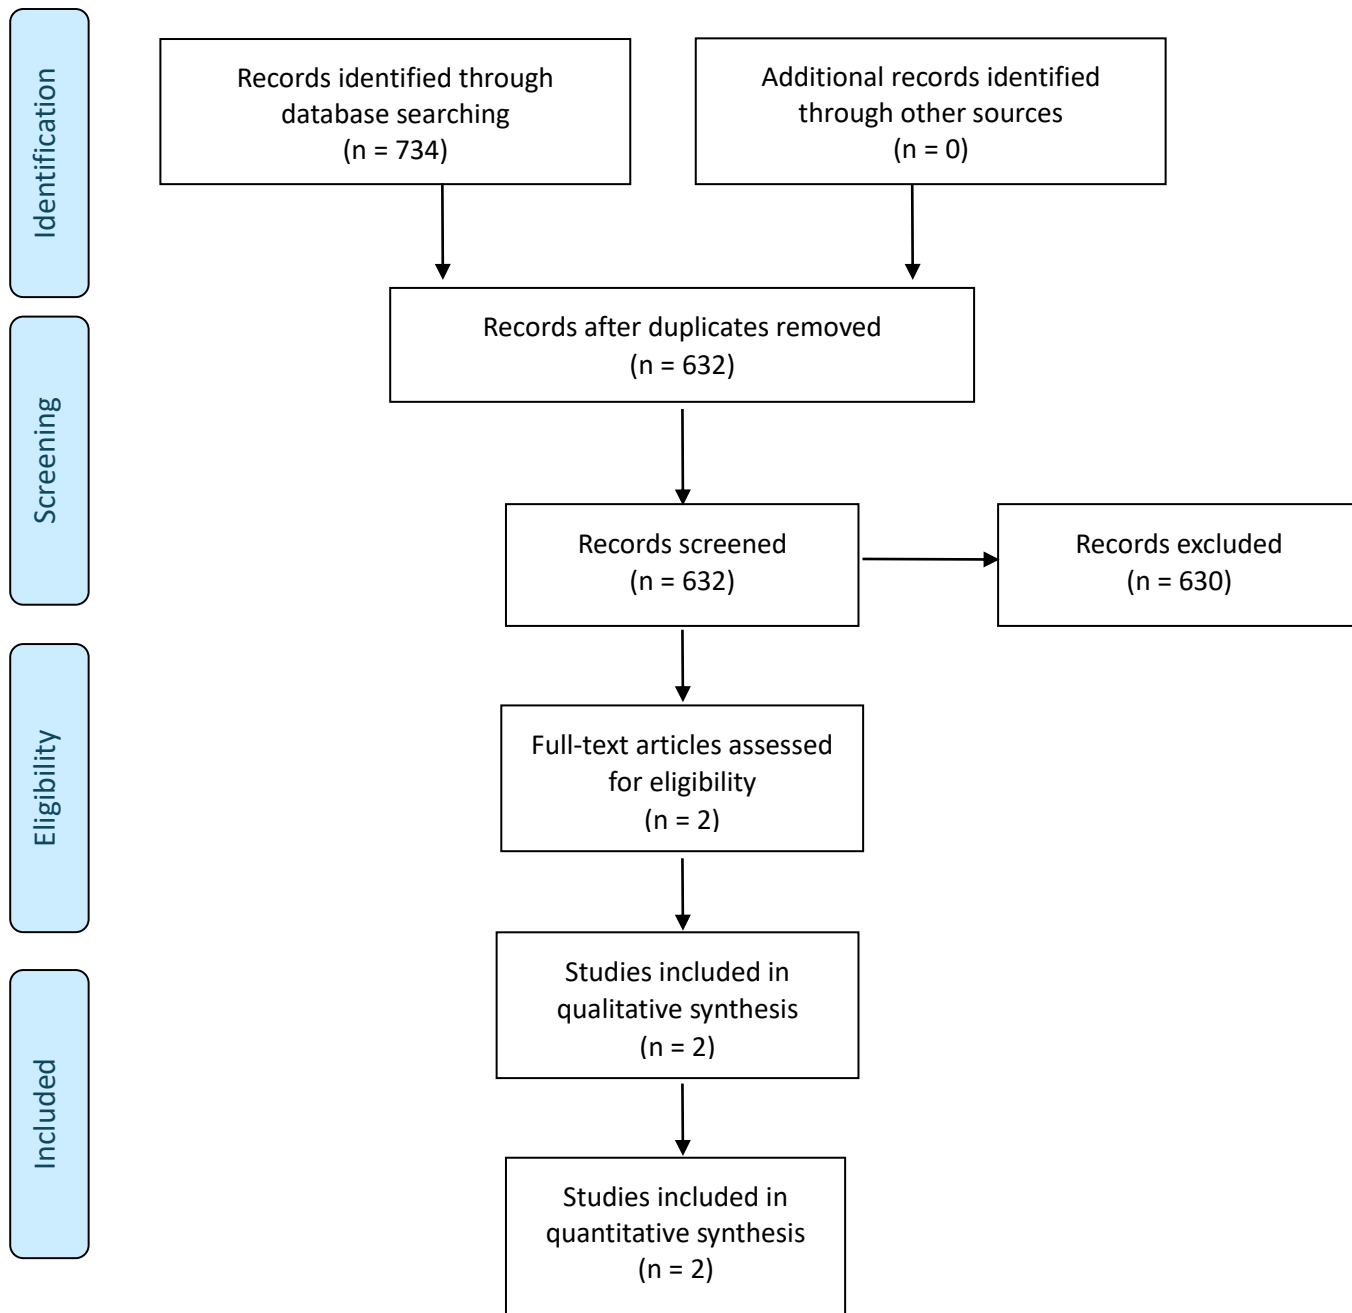 Identification
Records identified through
database searching
(n = 734)
Additional records identified
through other sources
(n = 0)
Records after duplicates removed
(n = 632)
Screening
Records screened
(n = 632)
Records excluded
(n = 630)
Eligibility
Full-text articles assessed
for eligibility
(n = 2)
Studies included in
qualitative synthesis
(n = 2)
Included
Studies included in
quantitative synthesis
(n = 2)